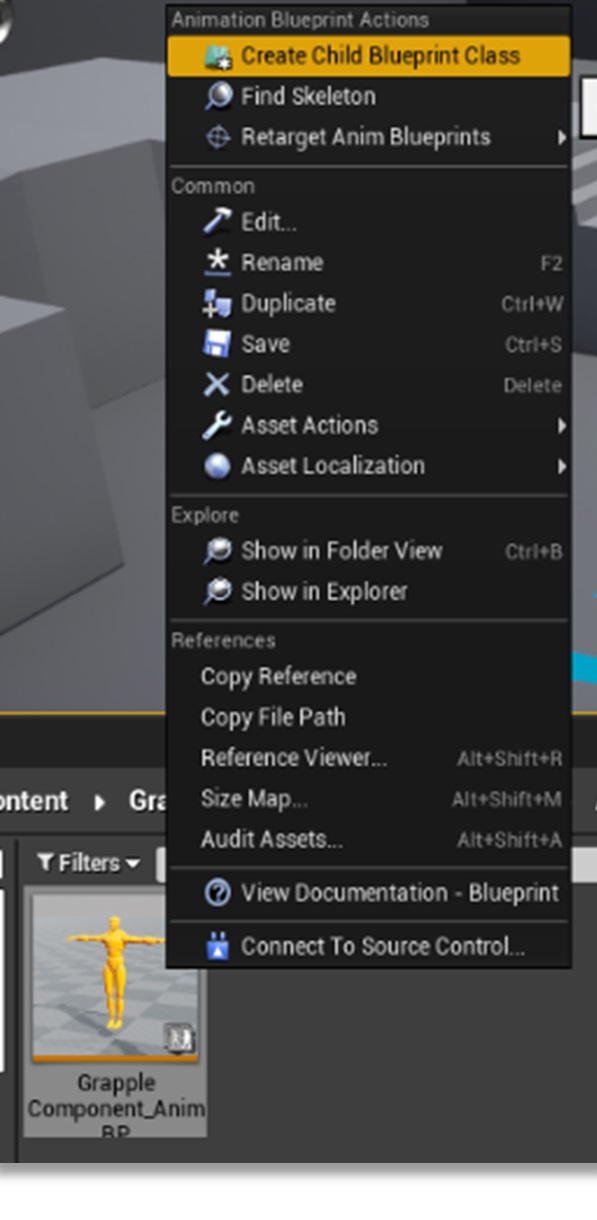 Animation Blueprint Actions
Create Child Blueprint Class
Find Skeleton
Retarget Anim Blueprints
Common
Edit...
Rename F2
Duplicate Ctrl+W
Save Ctrl+S
Delete Delete
Asset Actions
Asset Localization
Explore
Show in Folder View Ctrl+B
Show in Explorer
References
Copy Reference
Copy File Path
Reference Viewer... Alt+Shift+R
Size Map... Alt+Shift+M
ontent Gra
Audit Assets... Alt+Shift+A
Filters
View Documentation - Blueprint
Connect To Source Control...
Grapple
Component_Anim
BP